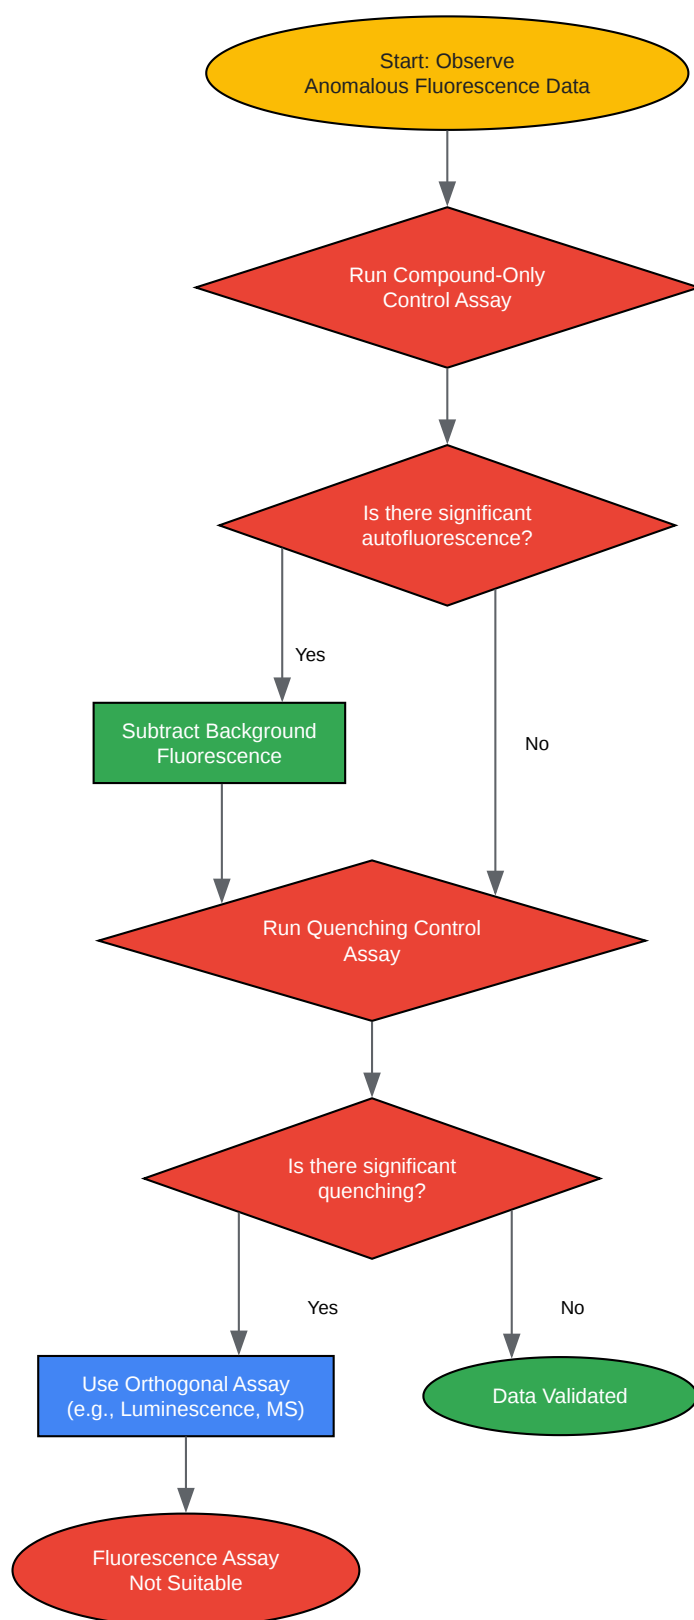 Start: Observe
Anomalous Fluorescence Data
Run Compound-Only
Control Assay
Is there significant
autofluorescence?
Yes
Subtract Background
Fluorescence
No
Run Quenching Control
Assay
Is there significant
quenching?
Yes
No
Use Orthogonal Assay
(e.g., Luminescence, MS)
Data Validated
Fluorescence Assay
Not Suitable